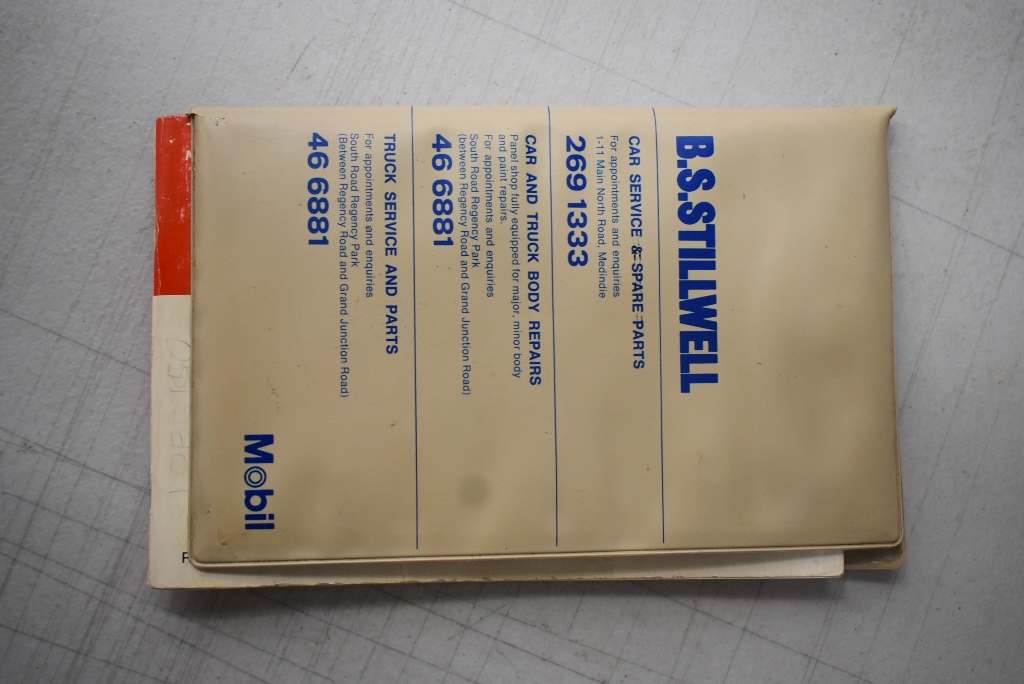 B.S.STILLWELL
CAR SERVICE & SPARE PARTS
For appointments and enquiries
1-11 Main North Road, Medindie
269 1333
CAR AND TRUCK BODY REPAIRS
Panel shop fully equipped for major, minor body
and paint repairs.
For appointments and enquiries
South Road Regency Park
(between Regency Road and Grand Junction Road)
46 6881
TRUCK SERVICE AND PARTS
For appointments and enquiries
South Road Regency Park
(Between Regency Road and Grand Junction Road)
46 6881
Mobil
F